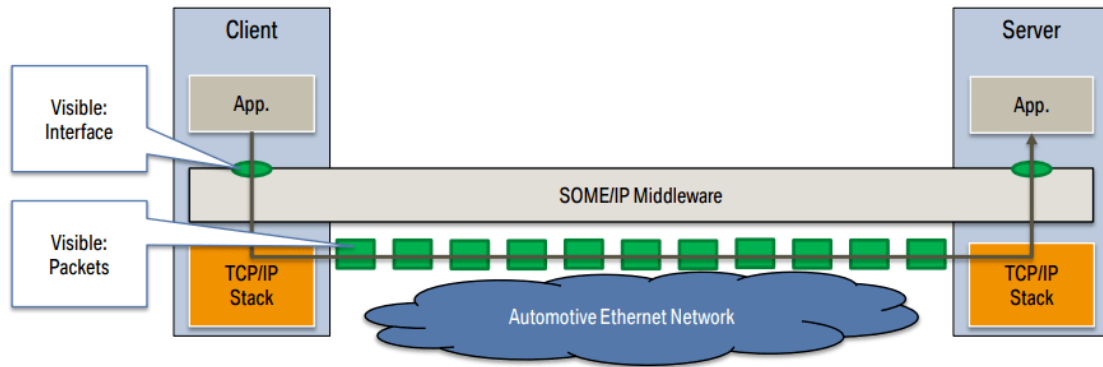 Client
Server
Visible:
Interface
App.
App.
SOME/IP Middleware
Visible:
Packets
TCP/IP
Stack
TCP/IP
Stack
Automotive Ethernet Network